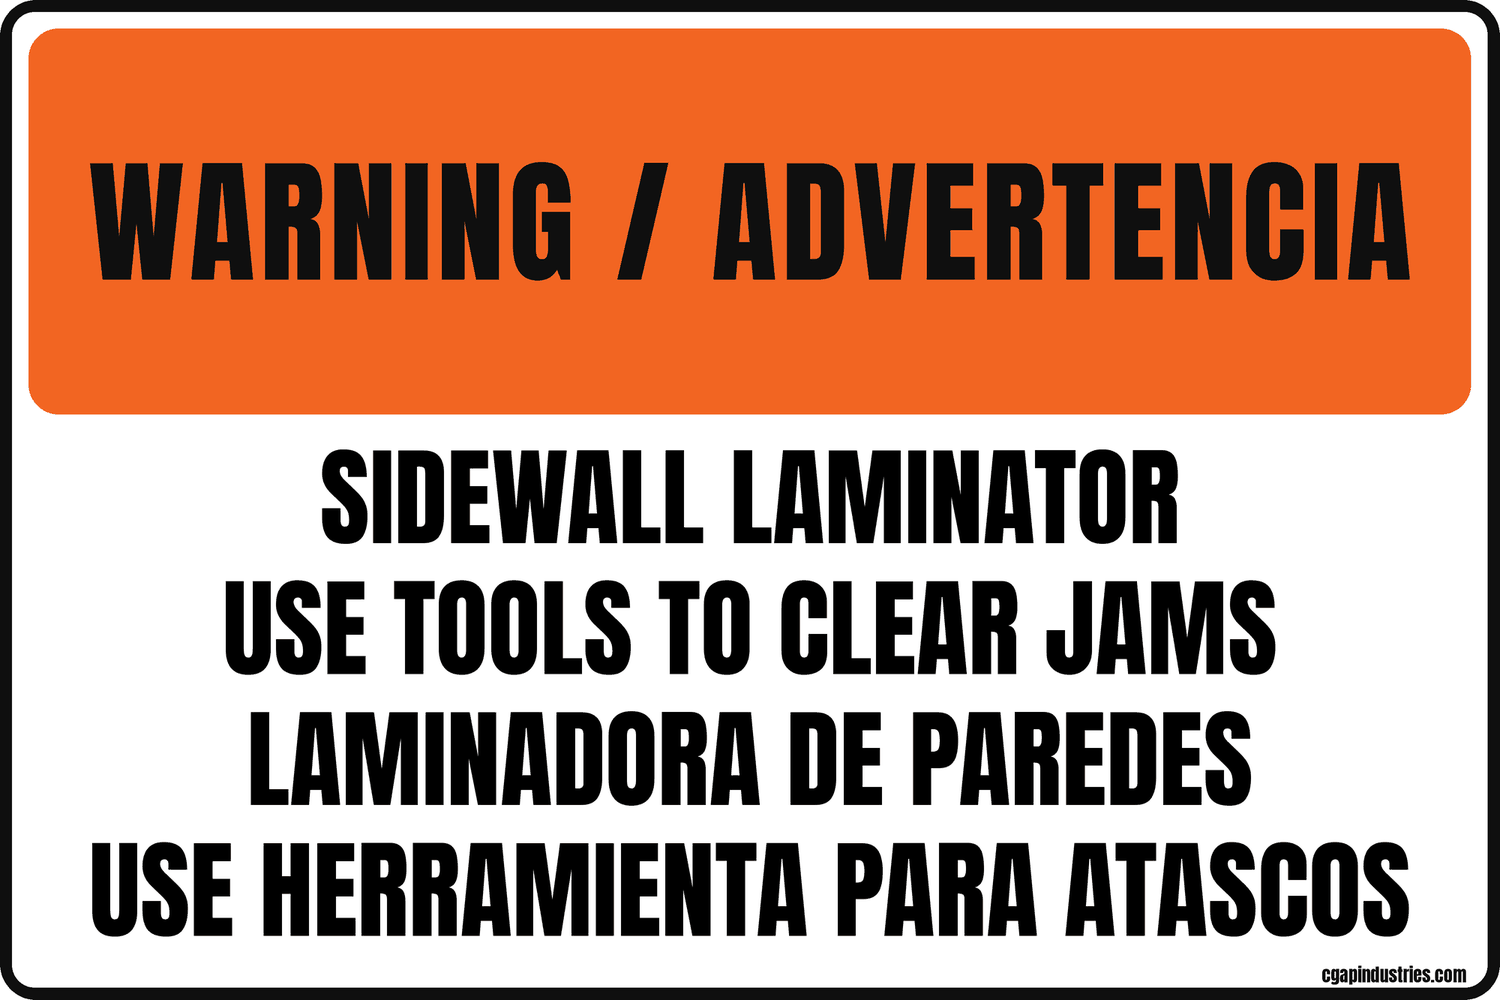 WARNING / ADVERTENCIA
SIDEWALL LAMINATOR
USE TOOLS TO CLEAR JAMS
LAMINADORA DE PAREDES
USE HERRAMIENTA PARA ATASCOS
cgapindustries.com